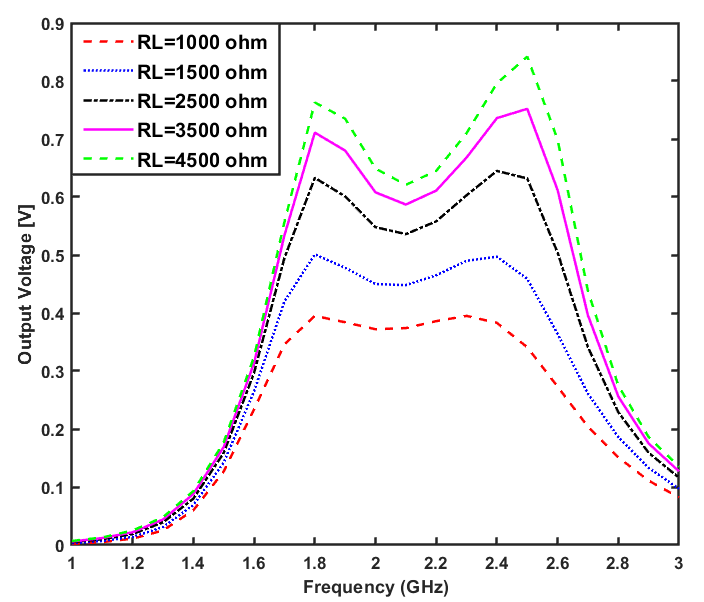 0.9
0.8
0.7
0.6
0.5
0.4
0.3
0.2
0.1
0
Output Voltage [V]
RL=1000 ohm
RL=1500 ohm
RL=2500 ohm
RL=3500 ohm
RL=4500 ohm
1 1.2 1.4 1.6 1.8 2 2.2 2.4 2.6 2.8 3
Frequency (GHz)